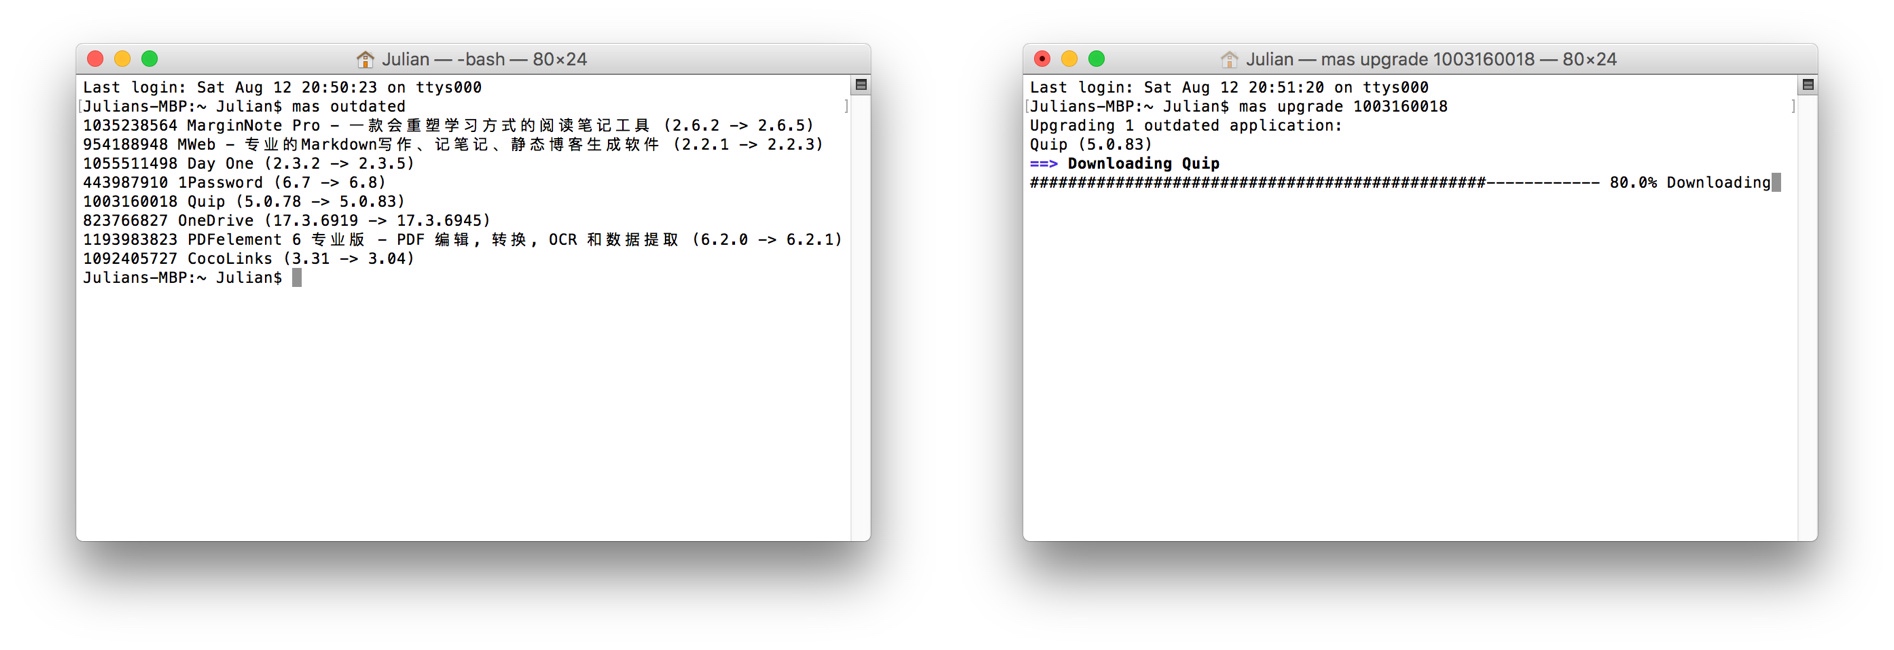 Julian — -bash — 80×24
Last login: Sat Aug 12 20:50:23 on ttys000
[Julians-MBP:~ Julian$ mas outdated ]
1035238564 MarginNote Pro - 一款会重塑学习方式的阅读笔记工具 (2.6.2 -> 2.6.5)
954188948 MWeb - 专业的Markdown写作、记笔记、静态博客生成软件 (2.2.1 -> 2.2.3)
1055511498 Day One (2.3.2 -> 2.3.5)
443987910 1Password (6.7 -> 6.8)
1003160018 Quip (5.0.78 -> 5.0.83)
823766827 OneDrive (17.3.6919 -> 17.3.6945)
1193983823 PDFelement 6 专业版 - PDF 编辑, 转换, OCR 和数据提取 (6.2.0 -> 6.2.1)
1092405727 CocoLinks (3.31 -> 3.04)
Julians-MBP:~ Julian$
Julian — mas upgrade 1003160018 — 80×24
Last login: Sat Aug 12 20:51:20 on ttys000
[Julians-MBP:~ Julian$ mas upgrade 1003160018 ]
Upgrading 1 outdated application:
Quip (5.0.83)
==> Downloading Quip
################################################------------ 80.0% Downloading